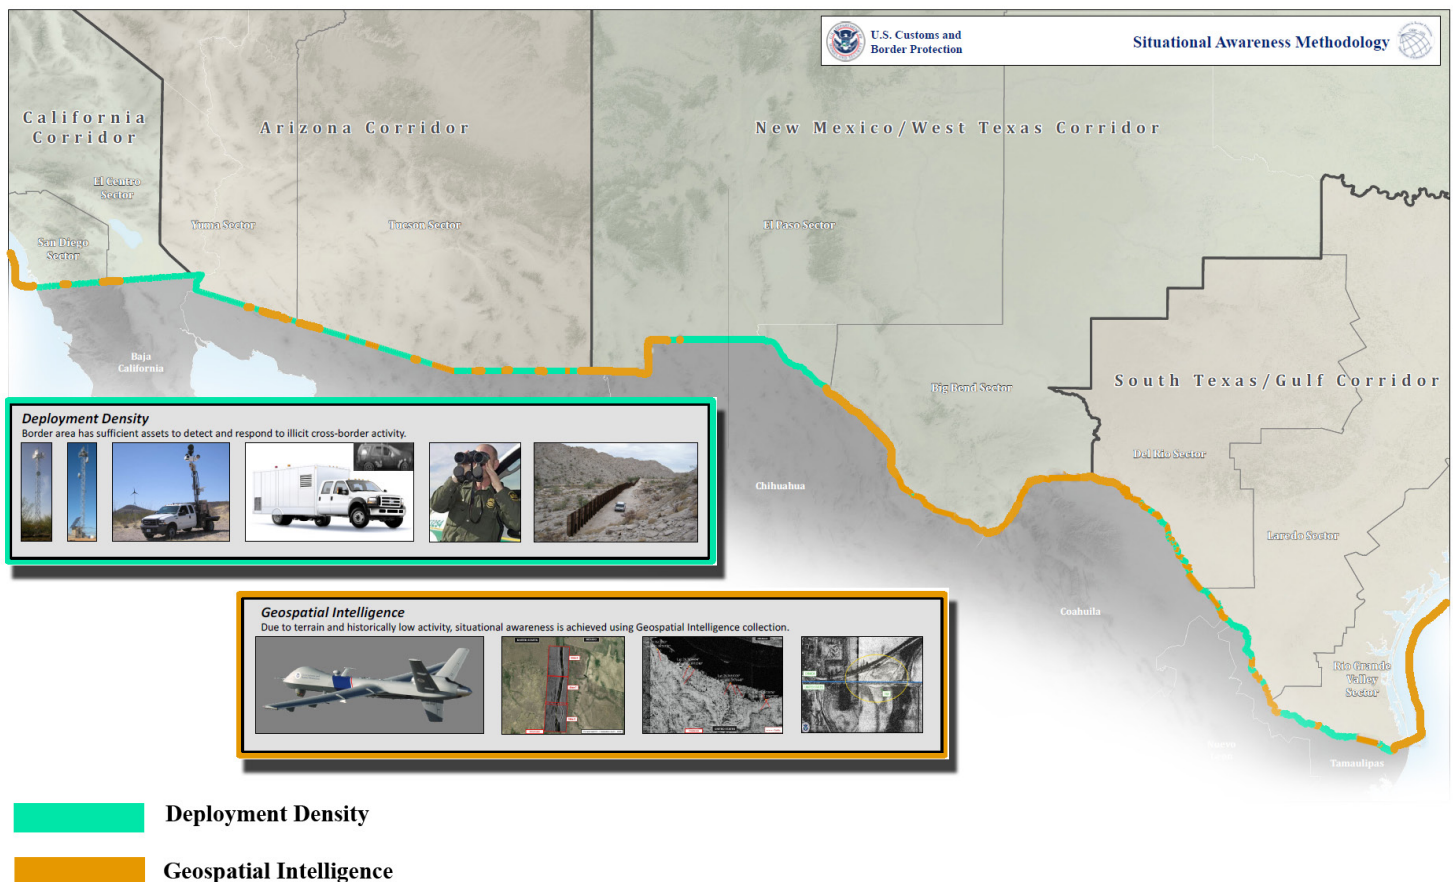 U.S. Customs and
Border Protection
Situational Awareness Methodology
California
Corridor
Arizona Corridor
New Mexico/West Texas Corridor
El Centro
Sector
San Diego
Sector
Yuma Sector
Tucson Sector
El Paso Sector
Baja
California
Big Bend Sector
South Texas/Gulf Corridor
Deployment Density
Border area has sufficient assets to detect and respond to illicit cross-border activity.
Chihuahua
Del Rio Sector
Laredo Sector
Coahuila
Geospatial Intelligence
Due to terrain and historically low activity, situational awareness is achieved using Geospatial Intelligence collection.
Rio Grande
Valley
Sector
Tamaulipas
Deployment Density
Geospatial Intelligence